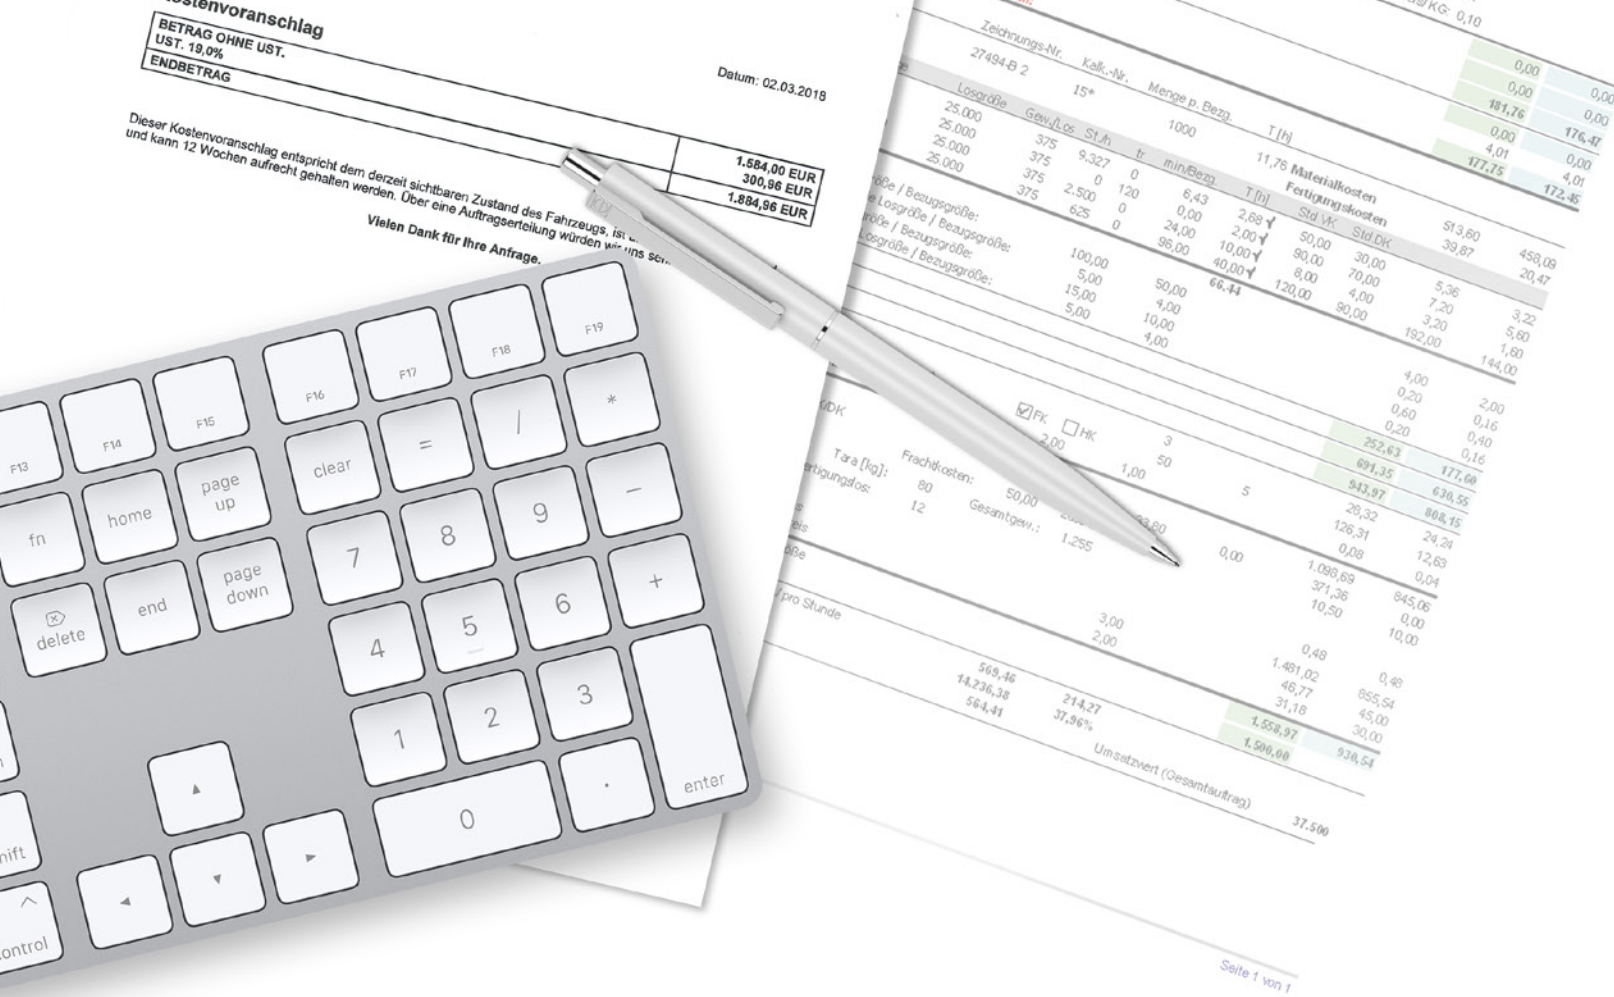 Kostenvoranschlag
Datum: 02.03.2018
BETRAG OHNE UST. 1.584,00 EUR
UST. 19,0% 300,96 EUR
ENDBETRAG 1.884,96 EUR
Dieser Kostenvoranschlag entspricht dem derzeit sichtbaren Zustand des Fahrzeugs, ist
und kann 12 Wochen aufrecht gehalten werden. Über eine Auftragserteilung würden wir uns
Vielen Dank für Ihre Anfrage.
F13 F14 F15 F16 F17 F18 F19
fn home page up clear = / *
delete end page down 7 8 9 −
4 5 6 +
1 2 3 enter
0 .
control
KG: 0,10
0,00 0,00
0,00 0,00
181,76 176,47
0,00 0,00
4,01 4,01
177,75 172,45
Zeichnungs-Nr. Kalk.-Nr. Menge p. Bezg. T [h]
27494-B 2 15* 1000 11,76
Materialkosten 513,60 458,09
Fertigungskosten 39,87 20,47
Losgröße Gew./Los St./h tr min/Bezg. T [h] Std.VK Std.DK
25.000 375 9.327 0 6,43 2,68 50,00 30,00 5,36 3,22
25.000 375 0 120 0,00 2,00 90,00 70,00 7,20 5,60
25.000 375 2.500 0 24,00 10,00 8,00 4,00 3,20 1,60
25.000 375 625 0 96,00 40,00 120,00 90,00 192,00 144,00
66,44
Bezugsgröße: 100,00 50,00 4,00 2,00
Losgröße / Bezugsgröße: 5,00 4,00 0,20 0,16
Bezugsgröße: 15,00 10,00 0,60 0,40
Losgröße / Bezugsgröße: 5,00 4,00 0,20 0,16
252,63 177,60
691,35 630,55
943,97 808,15
/DK FK HK 3 28,32 24,24
2,00 50 126,31 12,63
1,00 5 0,08 0,04
1.098,69 845,06
Tara [kg]: 80 Frachtkosten: 50,00 0,00 371,36 0,00
12 Gesamtgew.: 1.255 10,50 10,00
0,48 0,48
1.481,02 855,54
3,00 46,77 45,00
2,00 31,18 30,00
1.558,97 930,54
1.500,00
pro Stunde 569,46 214,27
14.236,38 37,96%
564,41
Umsatzwert (Gesamtauftrag) 37.500
Seite 1 von 1